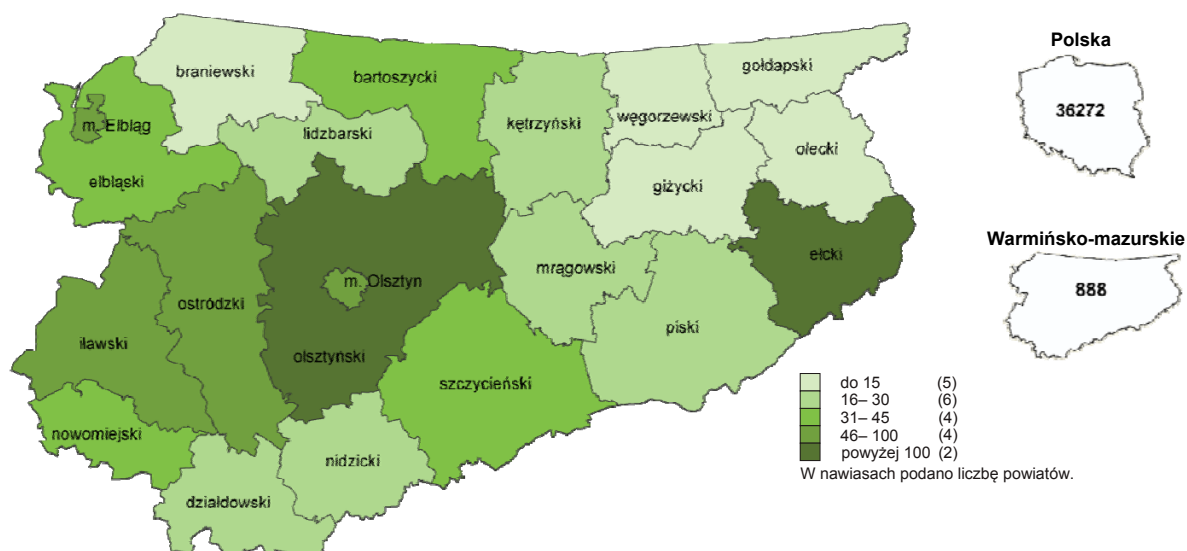 Polska
36272
Warmińsko-mazurskie
888
braniewski
bartoszycki
gołdapski
m. Elbląg
lidzbarski
kętrzyński
węgorzewski
olecki
elbląski
giżycki
ełcki
mrągowski
m. Olsztyn
ostródzki
piski
iławski
olsztyński
szczycieński
nowomiejski
nidzicki
działdowski
do 15 (5)
16– 30 (6)
31– 45 (4)
46– 100 (4)
powyżej 100 (2)
W nawiasach podano liczbę powiatów.